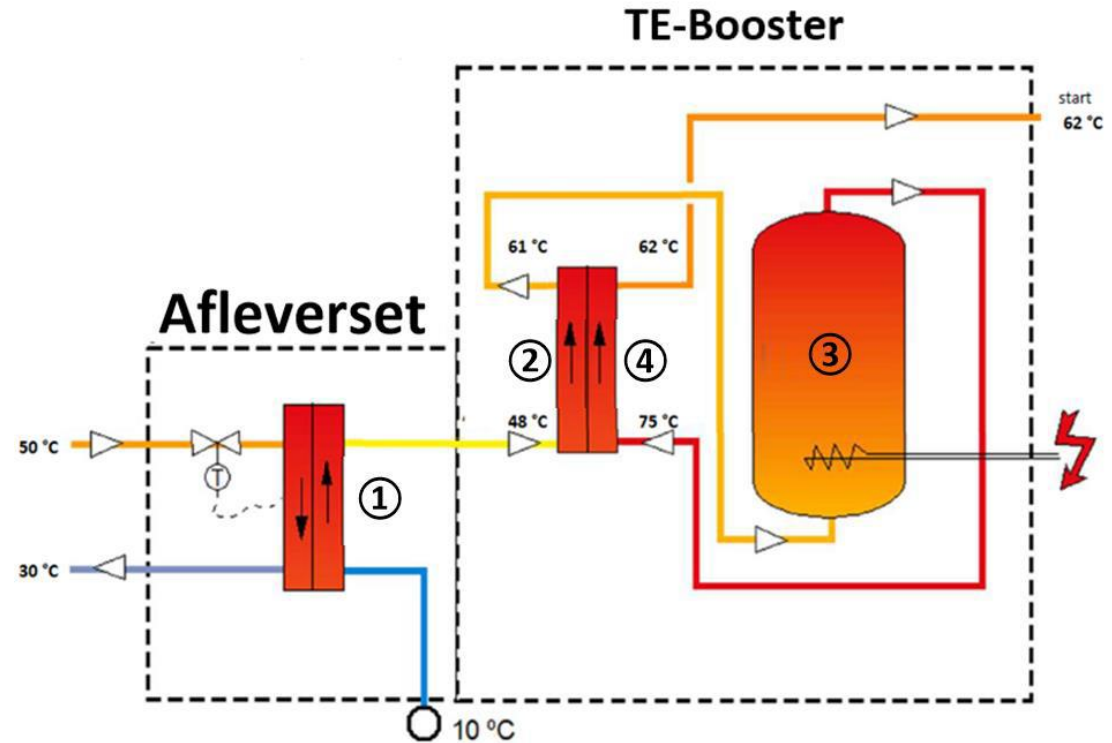 TE-Booster
start
62 °C
61 °C
62 °C
Afleverset
②
④
③
48 °C
75 °C
50 °C
T
①
30 °C
10 ºC